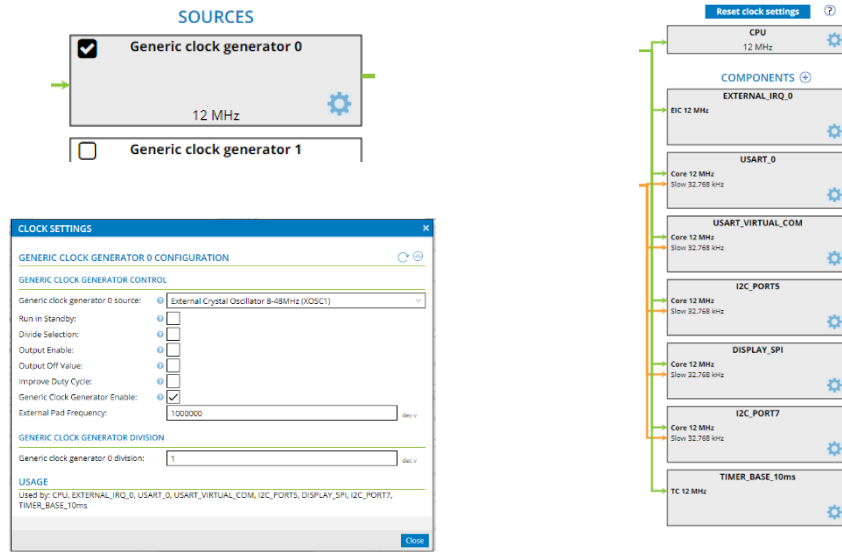 SOURCES
Generic clock generator 0
12 MHz
Generic clock generator 1
CLOCK SETTINGS
×
GENERIC CLOCK GENERATOR 0 CONFIGURATION
GENERIC CLOCK GENERATOR CONTROL
Generic clock generator 0 source:
External Crystal Oscillator 8-48MHz (XOSC1)
Run in Standby:
Divide Selection:
Output Enable:
Output Off Value:
Improve Duty Cycle:
Generic Clock Generator Enable:
External Pad Frequency:
1000000
dec
GENERIC CLOCK GENERATOR DIVISION
Generic clock generator 0 division:
1
dec
USAGE
Used by: CPU, EXTERNAL_IRQ_0, USART_0, USART_VIRTUAL_COM, I2C_PORT5, DISPLAY_SPI, I2C_PORT7,
TIMER_BASE_10ms
Close
Reset clock settings
?
CPU
12 MHz
COMPONENTS
EXTERNAL_IRQ_0
EIC 12 MHz
USART_0
Core 12 MHz
Slow 32.768 kHz
USART_VIRTUAL_COM
Core 12 MHz
Slow 32.768 kHz
I2C_PORT5
Core 12 MHz
Slow 32.768 kHz
DISPLAY_SPI
Core 12 MHz
Slow 32.768 kHz
I2C_PORT7
Core 12 MHz
Slow 32.768 kHz
TIMER_BASE_10ms
TC 12 MHz